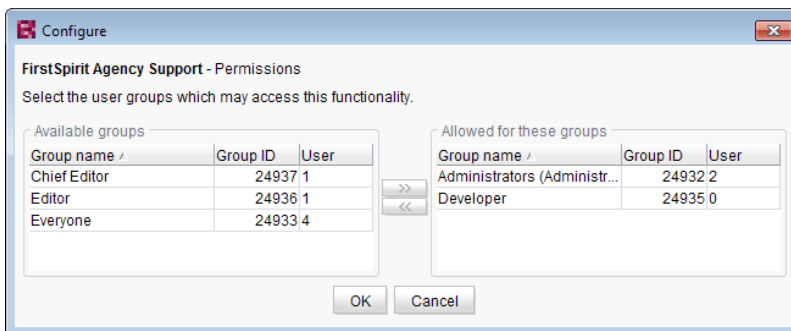 Configure
FirstSpirit Agency Support - Permissions
Select the user groups which may access this functionality.
Available groups
Group name Group ID User
Chief Editor 24937 1
Editor 24936 1
Everyone 24933 4
>>
<<
Allowed for these groups
Group name Group ID User
Administrators (Administr... 24932 2
Developer 24935 0
OK Cancel